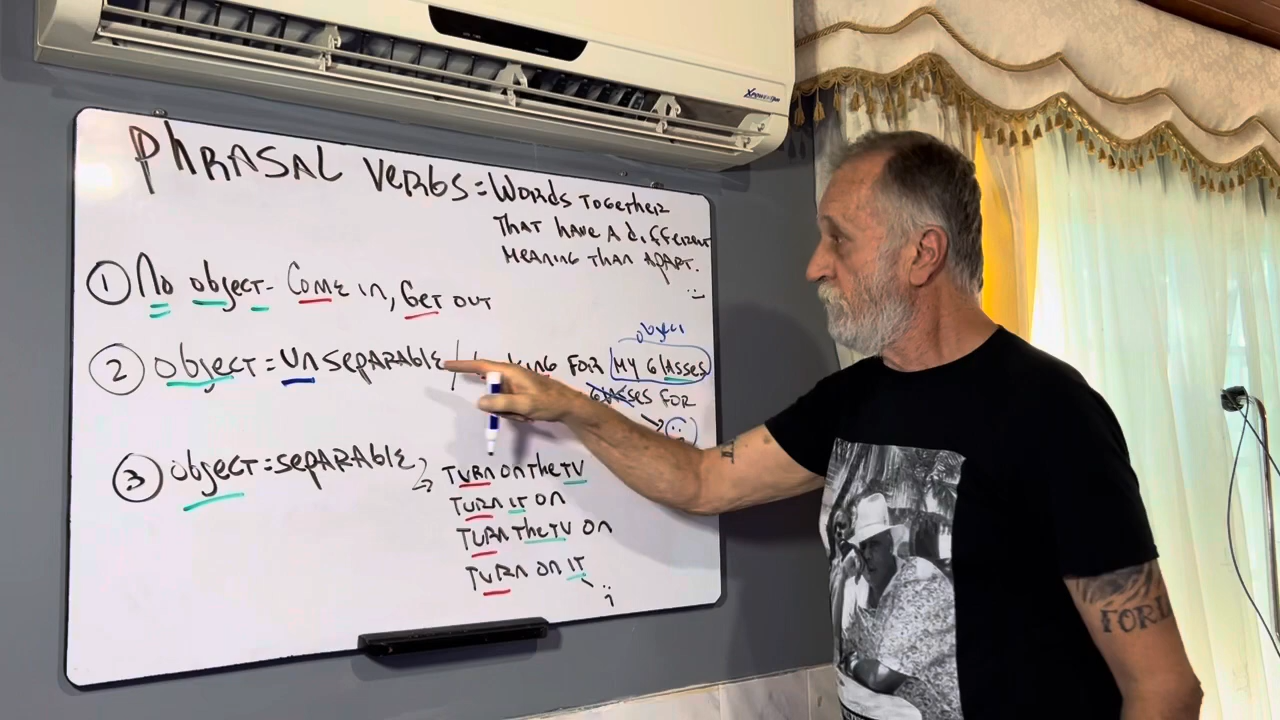 PHRASAL VERBS = WORDS TOGETHER
THAT HAVE A DIFFERENT
MEANING THAN APART.
1 No object - Come in, Get out
object
2 object = UNSEPARABLE / FOR MY GlASSES
GlASSES FOR
3 object = SEPARABLE
TURN ON the TV
TURN IT ON
TURN The TV ON
TURN ON IT
FORD